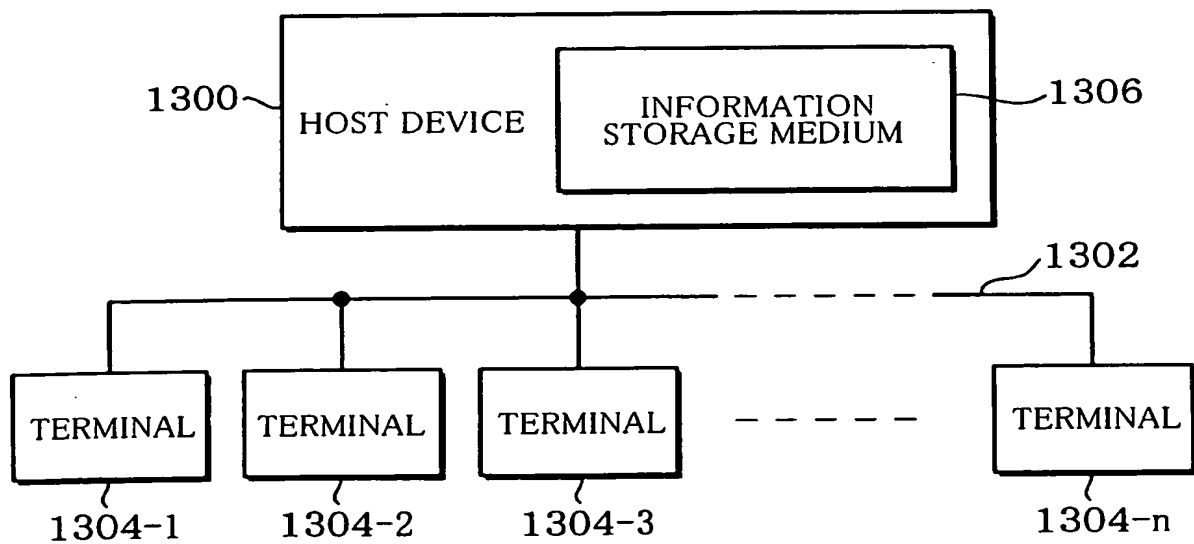 1300
HOST DEVICE
INFORMATION
STORAGE MEDIUM
1306
1302
TERMINAL
TERMINAL
TERMINAL
TERMINAL
1304-1
1304-2
1304-3
1304-n